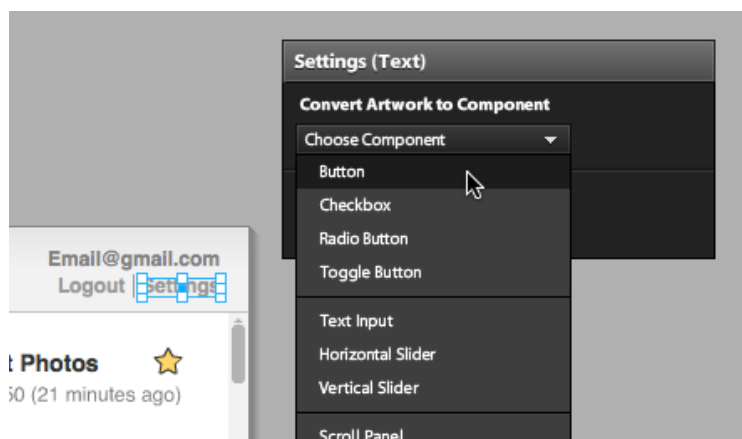 Settings (Text)
Convert Artwork to Component
Choose Component
Button
Checkbox
Radio Button
Toggle Button
Text Input
Horizontal Slider
Vertical Slider
Scroll Panel
Email@gmail.com
Logout | Settings
Photos
(21 minutes ago)